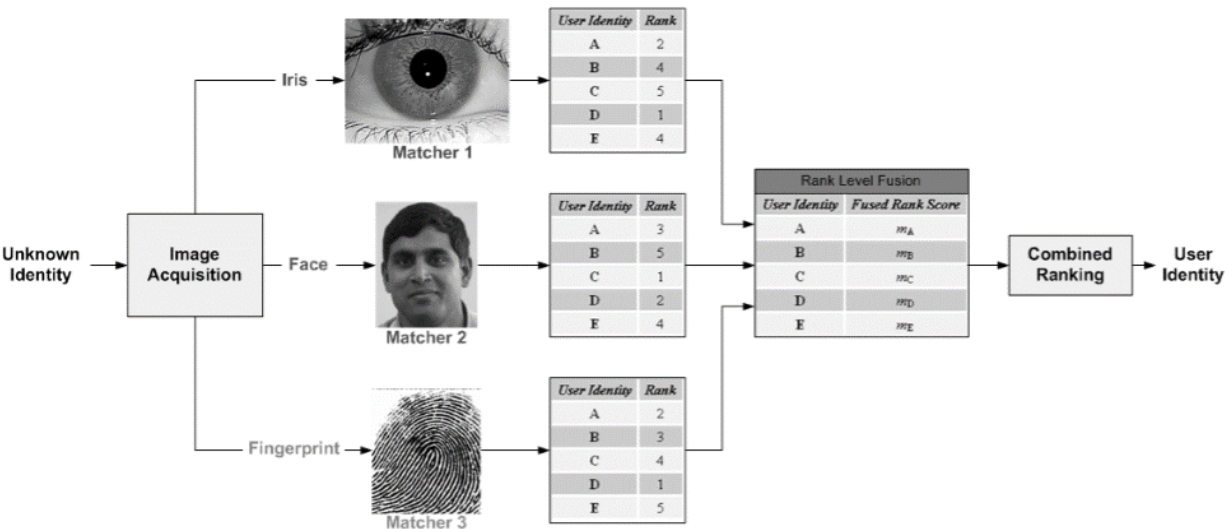 Unknown
Identity
Image
Acquisition
Iris
Matcher 1
User Identity Rank
A 2
B 4
C 5
D 1
E 4
Face
Matcher 2
User Identity Rank
A 3
B 5
C 1
D 2
E 4
Fingerprint
Matcher 3
User Identity Rank
A 2
B 3
C 4
D 1
E 5
Rank Level Fusion
User Identity Fused Rank Score
A mA
B mB
C mC
D mD
E mE
Combined
Ranking
User
Identity